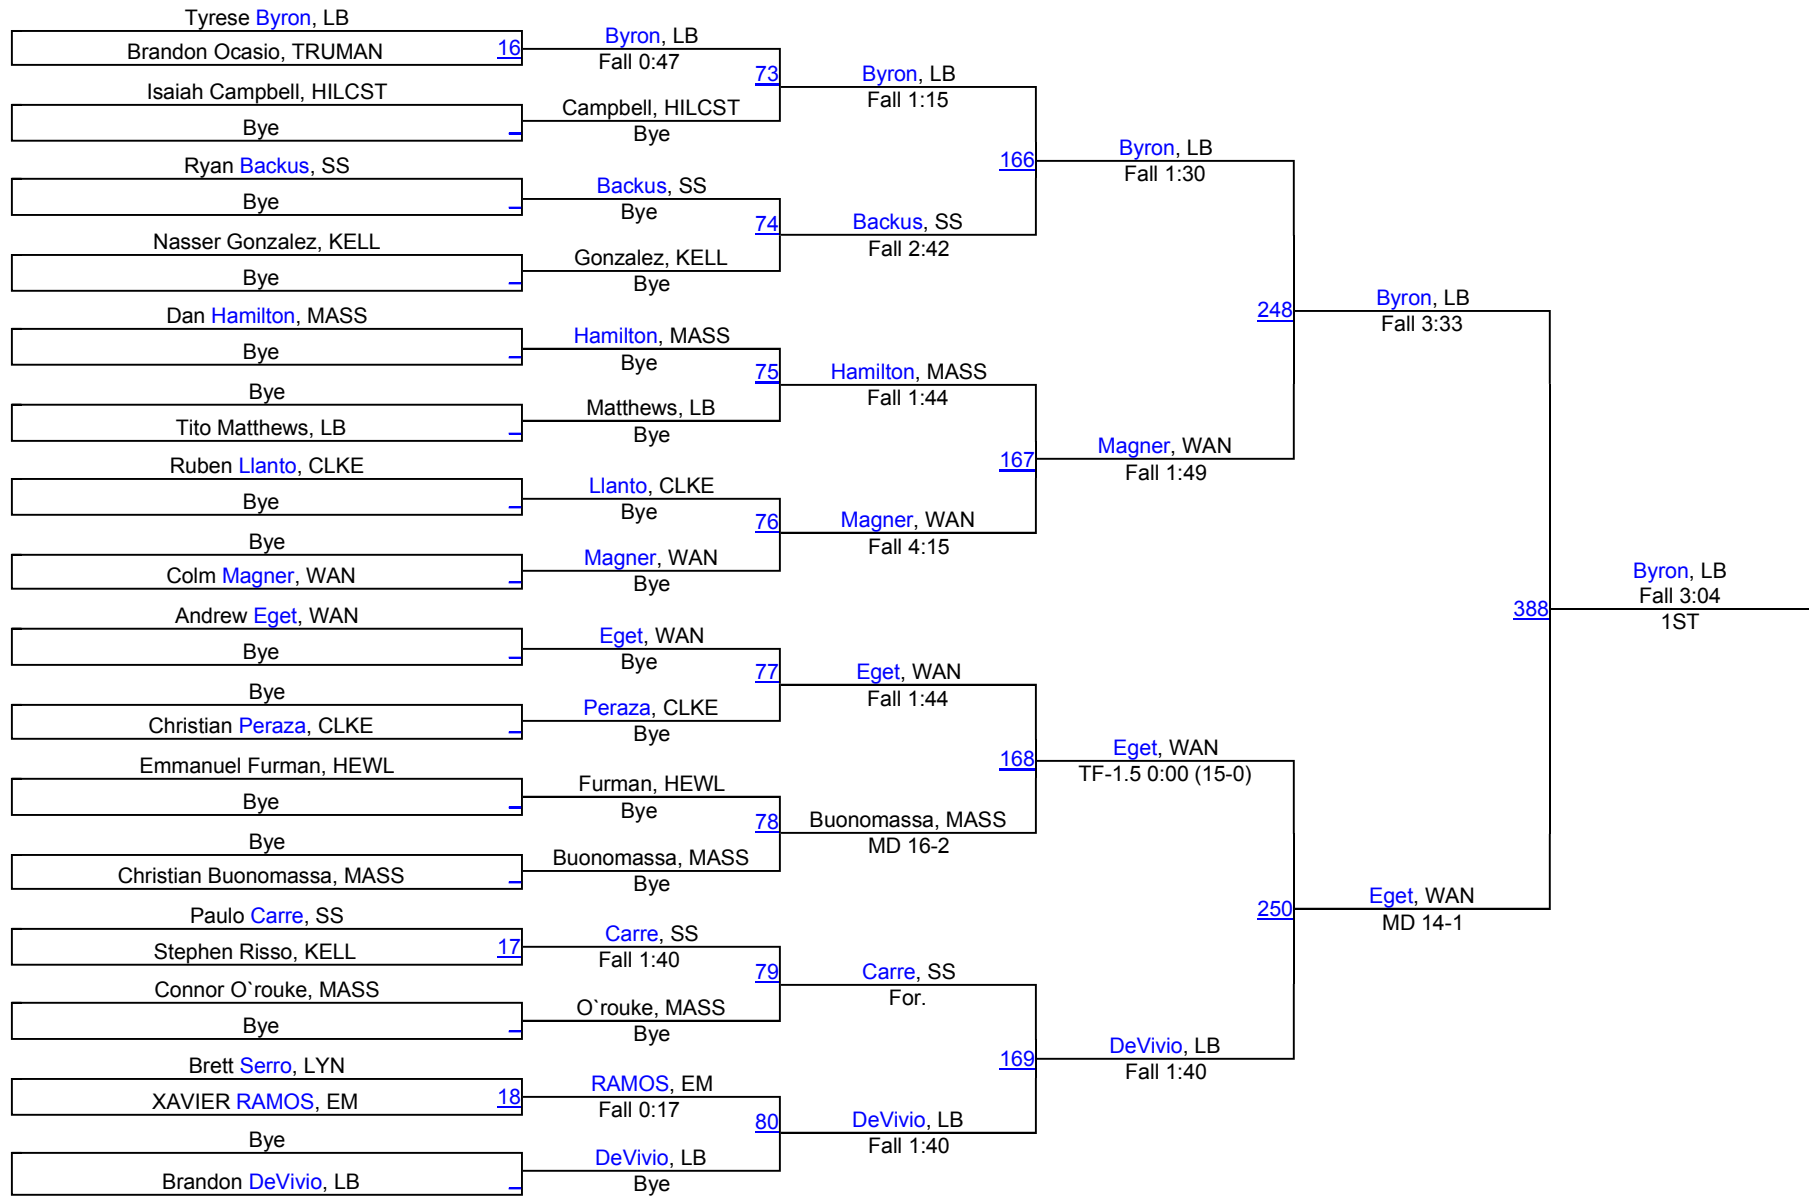 Tyrese Byron, LB
Brandon Ocasio, TRUMAN
16
Isaiah Campbell, HILCST
Bye
Ryan Backus, SS
Bye
Nasser Gonzalez, KELL
Bye
Dan Hamilton, MASS
Bye
Bye
Tito Matthews, LB
Ruben Llanto, CLKE
Bye
Bye
Colm Magner, WAN
Andrew Eget, WAN
Bye
Bye
Christian Peraza, CLKE
Emmanuel Furman, HEWL
Bye
Bye
Christian Buonomassa, MASS
Paulo Carre, SS
Stephen Risso, KELL
17
Connor O`rouke, MASS
Bye
Brett Serro, LYN
XAVIER RAMOS, EM
18
Bye
Brandon DeVivio, LB
Byron, LB
Fall 0:47
73
Campbell, HILCST
Bye
Backus, SS
Bye
74
Gonzalez, KELL
Bye
Hamilton, MASS
Bye
75
Matthews, LB
Bye
Llanto, CLKE
Bye
76
Magner, WAN
Bye
Eget, WAN
Bye
77
Peraza, CLKE
Bye
Furman, HEWL
Bye
78
Buonomassa, MASS
Bye
Carre, SS
Fall 1:40
79
O`rouke, MASS
Bye
RAMOS, EM
Fall 0:17
80
DeVivio, LB
Bye
Byron, LB
Fall 1:15
166
Backus, SS
Fall 2:42
Hamilton, MASS
Fall 1:44
167
Magner, WAN
Fall 4:15
Eget, WAN
Fall 1:44
168
Buonomassa, MASS
MD 16-2
Carre, SS
For.
169
DeVivio, LB
Fall 1:40
Byron, LB
Fall 1:30
248
Magner, WAN
Fall 1:49
Eget, WAN
TF-1.5 0:00 (15-0)
250
DeVivio, LB
Fall 1:40
Byron, LB
Fall 3:33
388
Eget, WAN
MD 14-1
Byron, LB
Fall 3:04
1ST